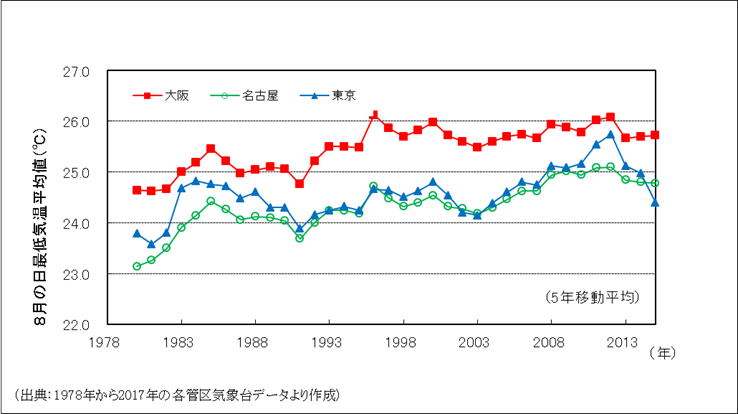 27.0
26.0
25.0
24.0
23.0
22.0
8月の日最低気温平均値(℃)
大阪 名古屋 東京
(5年移動平均)
1978 1983 1988 1993 1998 2003 2008 2013
(年)
(出典：1978年から2017年の各管区気象台データより作成)